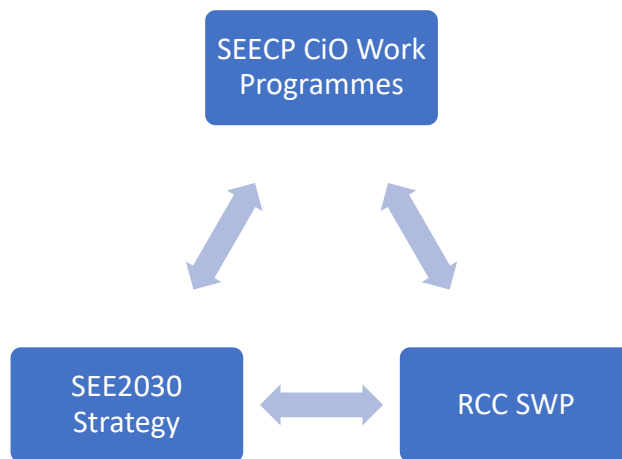 SEECP CiO Work
Programmes
SEE2030
Strategy
RCC SWP